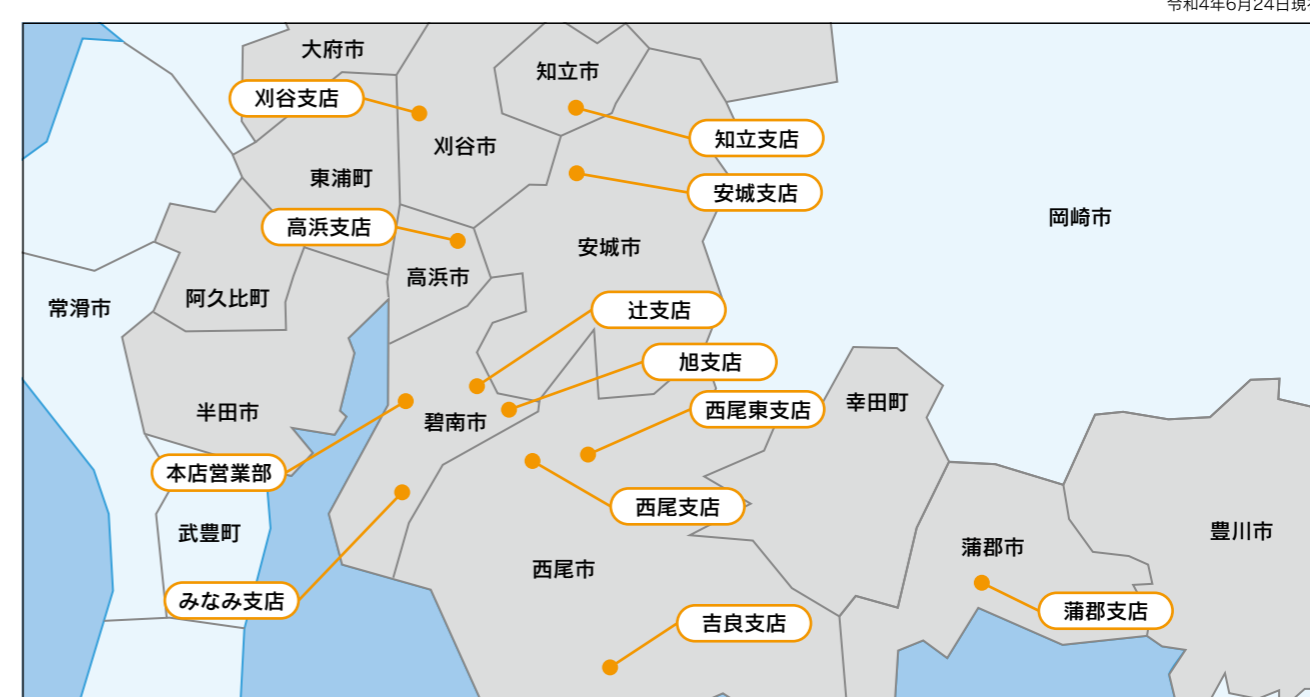 令和4年6月24日現
大府市
知立市
刈谷支店
知立支店
刈谷市
東浦町
安城支店
岡崎市
高浜支店
安城市
高浜市
阿久比町
常滑市
辻支店
旭支店
幸田町
半田市
碧南市
西尾東支店
本店営業部
西尾支店
武豊町
豊川市
蒲郡市
西尾市
みなみ支店
蒲郡支店
吉良支店